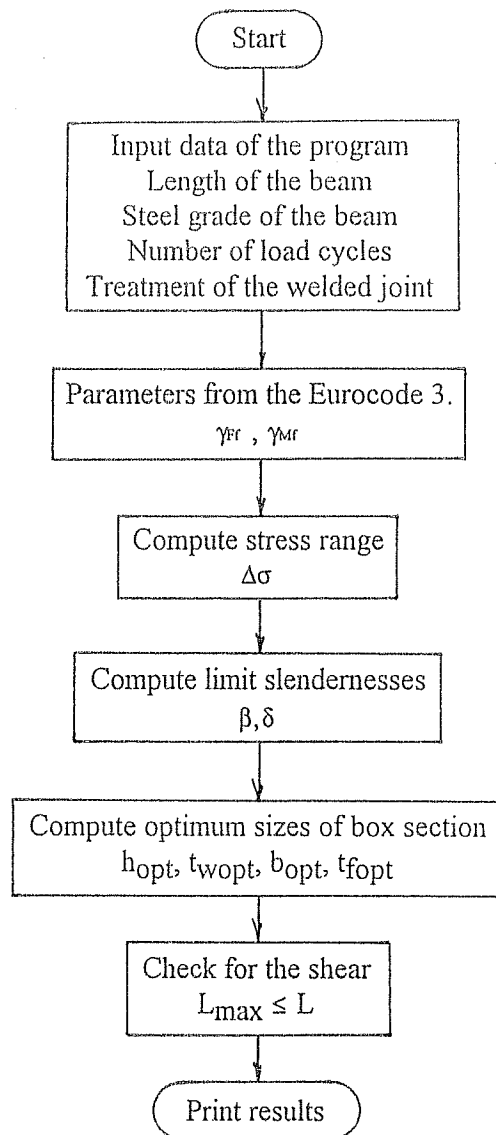 Start
Input data of the program
Length of the beam
Steel grade of the beam
Number of load cycles
Treatment of the welded joint
Parameters from the Eurocode 3.
γFf , γMf
Compute stress range
Δσ
Compute limit slendernesses
β,δ
Compute optimum sizes of box section
hopt, twopt, bopt, tfopt
Check for the shear
Lmax ≤ L
Print results